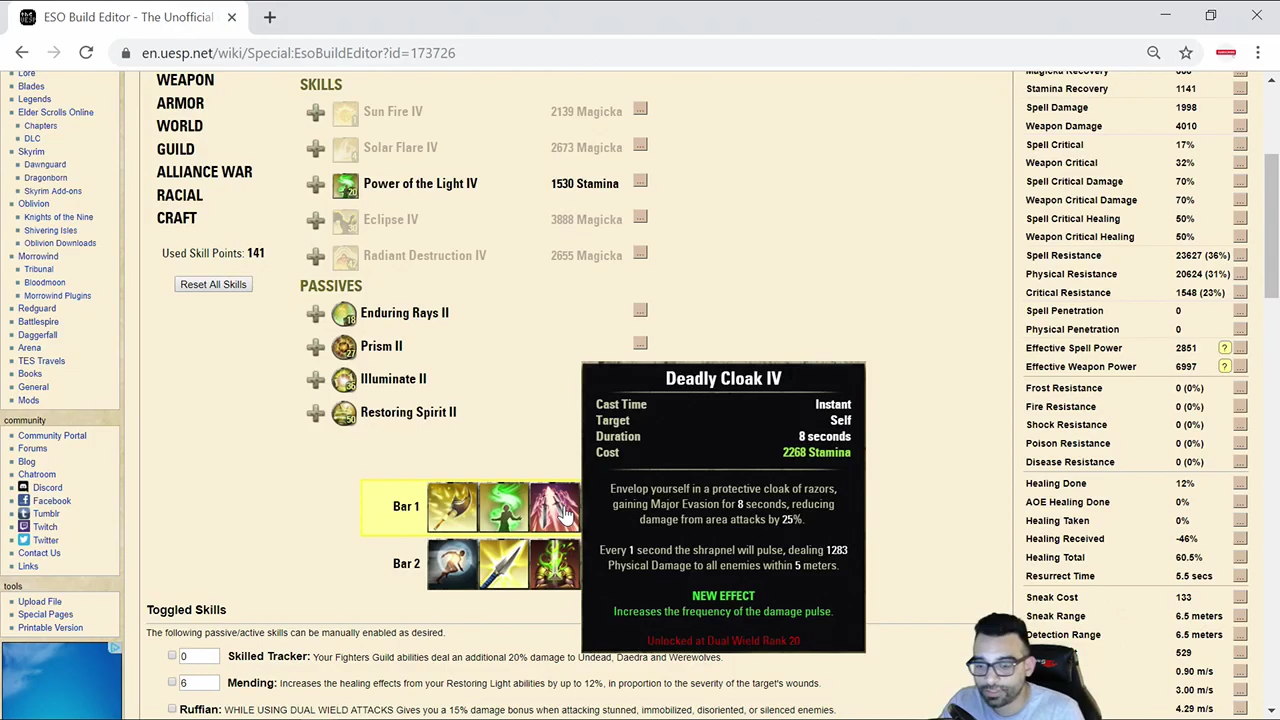 ESO Build Editor - The Unofficial
en.uesp.net/wiki/Special:EsoBuildEditor?id=173726
Lore
Blades
Legends
Elder Scrolls Online
Chapters
DLC
Skyrim
Dawnguard
Dragonborn
Skyrim Add-ons
Oblivion
Knights of the Nine
Shivering Isles
Oblivion Downloads
Morrowind
Tribunal
Bloodmoon
Morrowind Plugins
Redguard
Battlespire
Daggerfall
Arena
TES Travels
Books
General
Mods
community
Community Portal
Forums
Blog
Chatroom
Discord
Facebook
Tumblr
Twitch
Twitter
Contact Us
Links
tools
Upload File
Special Pages
Printable Version
WEAPON
ARMOR
WORLD
GUILD
ALLIANCE WAR
RACIAL
CRAFT
Used Skill Points: 141
Reset All Skills
SKILLS
Sun Fire IV 2139 Magicka ...
Solar Flare IV 2673 Magicka ...
Power of the Light IV 1530 Stamina ...
Eclipse IV 3888 Magicka ...
Radiant Destruction IV 2655 Magicka ...
PASSIVES
Enduring Rays II ...
Prism II ...
Illuminate II
Restoring Spirit II
Bar 1
Bar 2
Deadly Cloak IV
Cast Time Instant
Target Self
Duration 8 seconds
Cost 2268 Stamina
Envelop yourself in a protective cloak of razors,
gaining Major Evasion for 8 seconds, reducing
damage from area attacks by 25%.
Every 1 second the shrapnel will pulse, dealing 1283
Physical Damage to all enemies within 5 meters.
NEW EFFECT
Increases the frequency of the damage pulse.
Unlocked at Dual Wield Rank 20
Toggled Skills
The following passive/active skills can be manually enabled as desired.
0 Skilled Tracker: Your Fighters Guild abilities deal an additional 20% damage to Undead, Daedra and Werewolves.
6 Mending: Increases the healing effects from your Restoring Light abilities by up to 12%, in proportion to the severity of the target's wounds.
Ruffian: WHILE USING DUAL WIELD ATTACKS Gives you a 15% damage bonus when attacking stunned, immobilized, disoriented, or silenced enemies.
Magicka Recovery
Stamina Recovery 1141 ...
Spell Damage 1998 ...
Weapon Damage 4010 ...
Spell Critical 17% ...
Weapon Critical 32% ...
Spell Critical Damage 70% ...
Weapon Critical Damage 70% ...
Spell Critical Healing 50% ...
Weapon Critical Healing 50% ...
Spell Resistance 23627 (36%) ...
Physical Resistance 20624 (31%) ...
Critical Resistance 1548 (23%) ...
Spell Penetration 0 ...
Physical Penetration 0 ...
Effective Spell Power 2851 ? ...
Effective Weapon Power 6997 ? ...
Frost Resistance 0 (0%) ...
Fire Resistance 0 (0%) ...
Shock Resistance 0 (0%) ...
Poison Resistance 0 (0%) ...
Disease Resistance 0 (0%) ...
Healing Done 12% ...
AOE Healing Done 0% ...
Healing Taken 0% ...
Healing Received -46% ...
Healing Total 60.5% ...
Resurrect Time 5.5 secs ...
Sneak Cost 133 ...
Sneak Range 6.5 meters ...
Detection Range 6.5 meters ...
529 ...
0.90 m/s ...
3.00 m/s ...
4.29 m/s ...